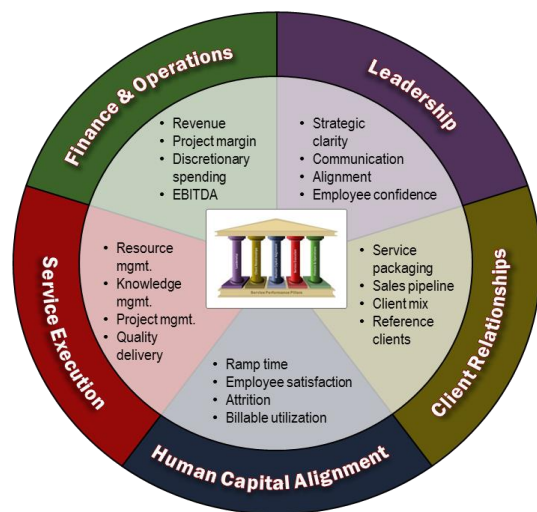 Finance & Operations
• Revenue
• Project margin
• Discretionary
spending
• EBITDA
Leadership
• Strategic
clarity
• Communication
• Alignment
• Employee confidence
Client Relationships
• Service
packaging
• Sales pipeline
• Client mix
• Reference
clients
Human Capital Alignment
• Ramp time
• Employee satisfaction
• Attrition
• Billable utilization
Service Execution
• Resource
mgmt.
• Knowledge
mgmt.
• Project mgmt.
• Quality
delivery